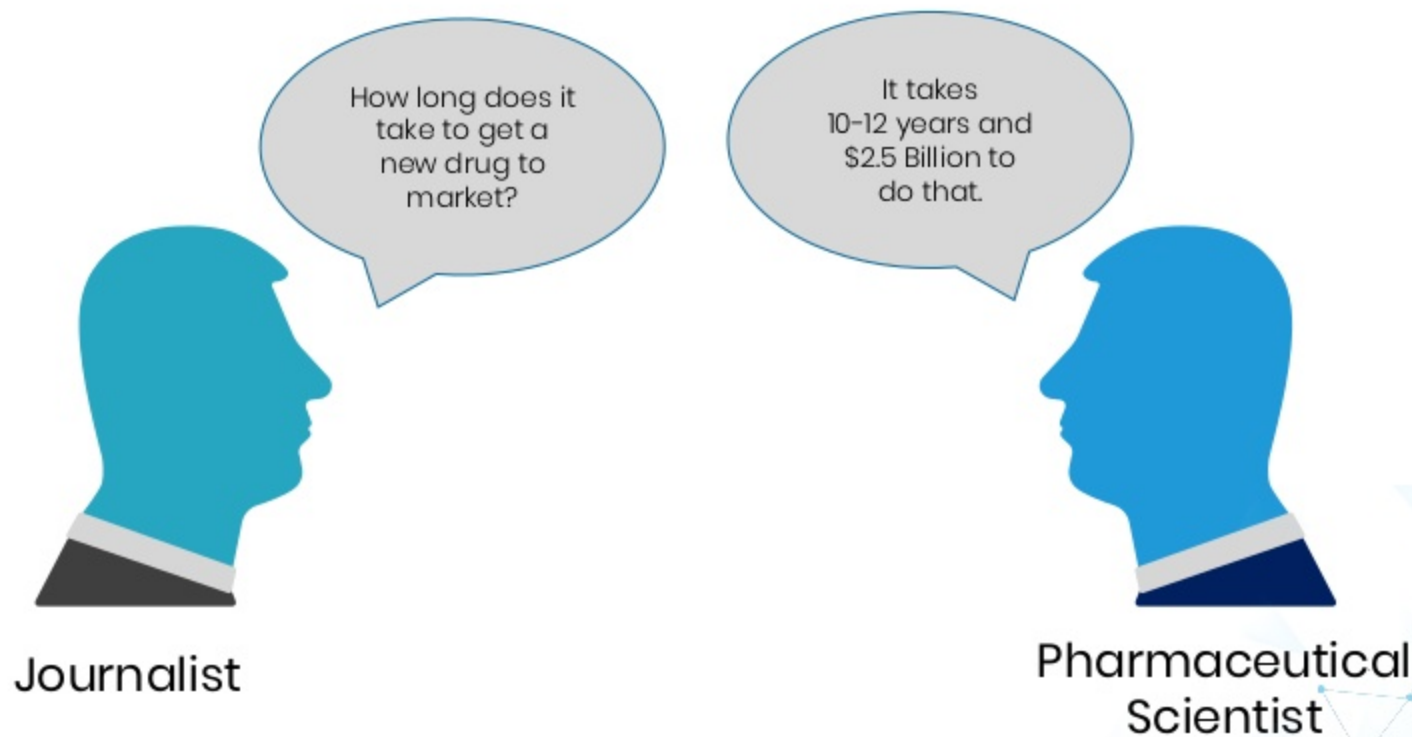 How long does it
take to get a
new drug to
market?
It takes
10-12 years and
$2.5 Billion to
do that.
Journalist
Pharmaceutical
Scientist